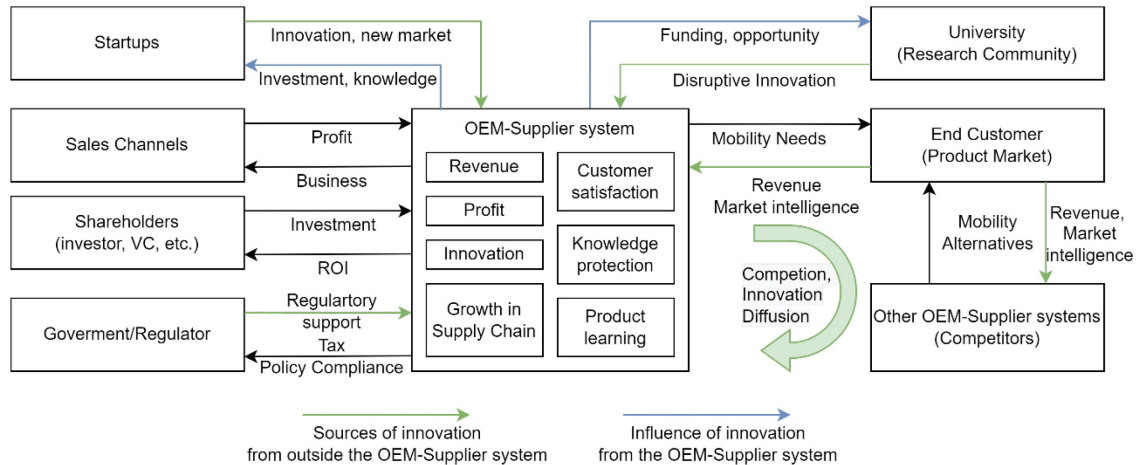 Startups
Innovation, new market
Investment, knowledge
Funding, opportunity
Disruptive Innovation
University
(Research Community)
Sales Channels
Profit
Business
Shareholders
(investor, VC, etc.)
Investment
ROI
Goverment/Regulator
Regulartory
support
Tax
Policy Compliance
OEM-Supplier system
Revenue
Profit
Innovation
Growth in
Supply Chain
Customer
satisfaction
Knowledge
protection
Product
learning
Mobility Needs
Revenue
Market intelligence
End Customer
(Product Market)
Mobility
Alternatives
Revenue,
Market
intelligence
Competion,
Innovation
Diffusion
Other OEM-Supplier systems
(Competitors)
Sources of innovation
from outside the OEM-Supplier system
Influence of innovation
from the OEM-Supplier system